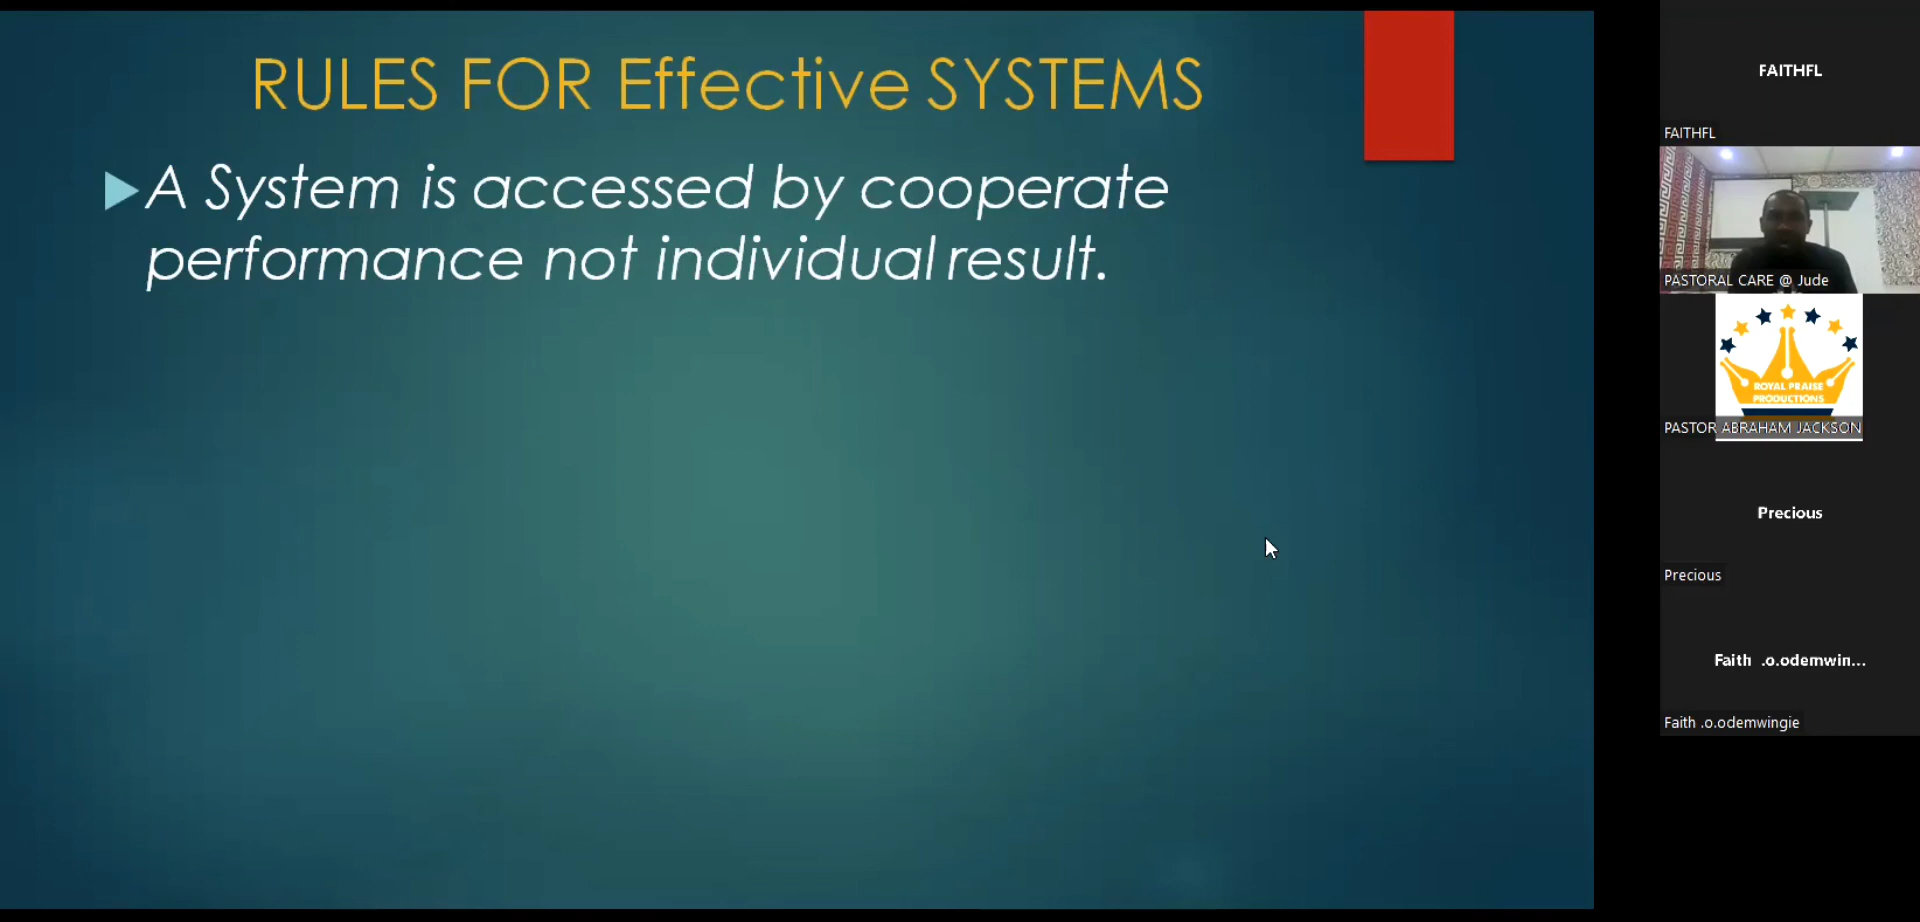 RULES FOR Effective SYSTEMS
A System is accessed by cooperate
performance not individual result.
FAITHFL
FAITHFL
PASTORAL CARE @ Jude
ROYAL PRAISE
PRODUCTIONS
PASTOR ABRAHAM JACKSON
Precious
Precious
Faith .o.odemwin...
Faith .o.odemwingie